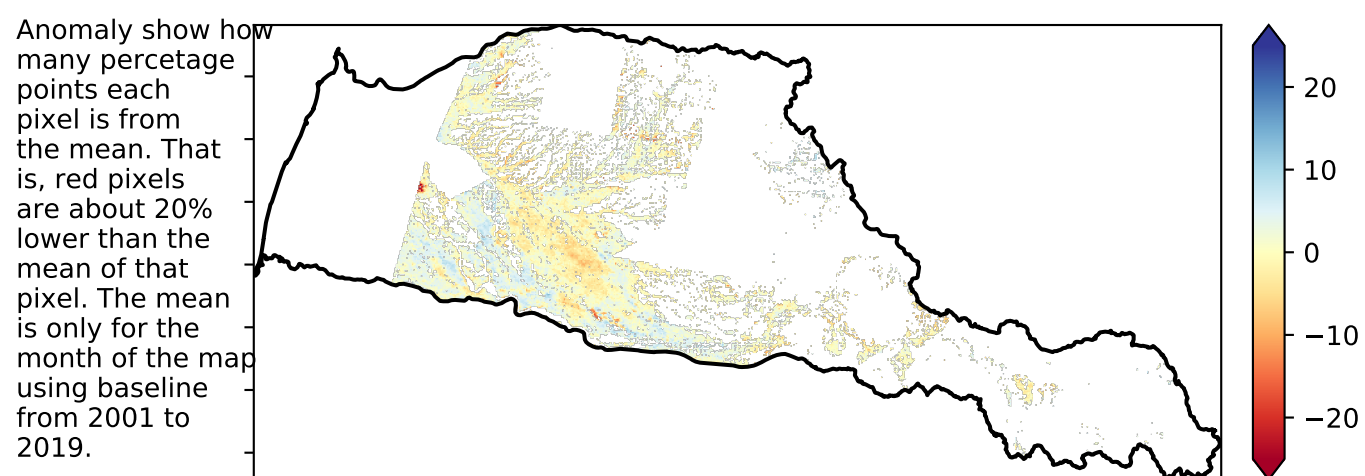 Anomaly show how
many percetage
points each
pixel is from
the mean. That
is, red pixels
are about 20%
lower than the
mean of that
pixel. The mean
is only for the
month of the map
using baseline
from 2001 to
2019.
20
10
0
−10
−20